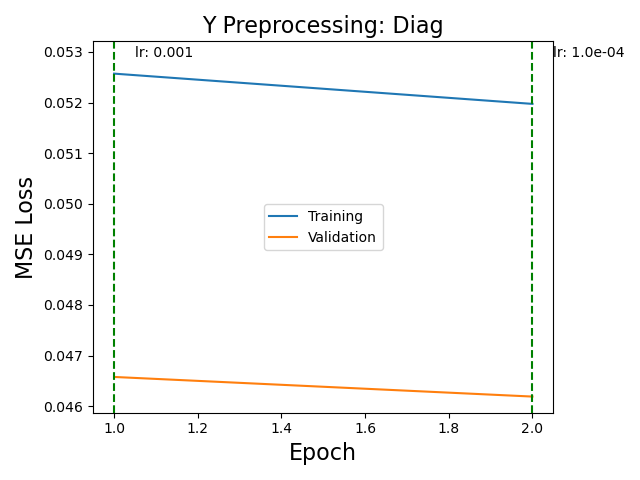 Y Preprocessing: Diag
lr: 0.001
lr: 1.0e-04
0.053
0.052
0.051
0.050
0.049
0.048
0.047
0.046
MSE Loss
Training
Validation
1.0 1.2 1.4 1.6 1.8 2.0
Epoch